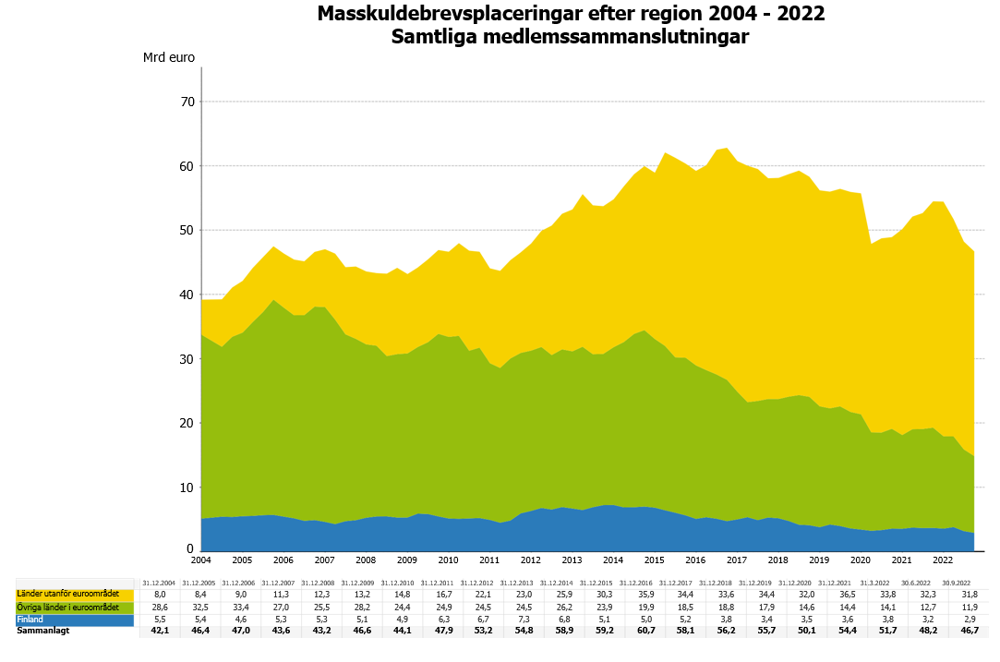 Masskuldebrevsplaceringar efter region 2004 - 2022
Samtliga medlemssammanslutningar
Mrd euro
70
60
50
40
30
20
10
0
2004 2005 2006 2007 2008 2009 2010 2011 2012 2013 2014 2015 2016 2017 2018 2019 2020 2021 2022
31.12.2004 31.12.2005 31.12.2006 31.12.2007 31.12.2008 31.12.2009 31.12.2010 31.12.2011 31.12.2012 31.12.2013 31.12.2014 31.12.2015 31.12.2016 31.12.2017 31.12.2018 31.12.2019 31.12.2020 31.12.2021 31.3.2022 30.6.2022 30.9.2022
Länder utanför euroområdet 8,0 8,4 9,0 11,3 12,3 13,2 14,8 16,7 22,1 23,0 25,9 30,3 35,9 34,4 33,6 34,4 32,0 36,5 33,8 32,3 31,8
Övriga länder i euroområdet 28,6 32,5 33,4 27,0 25,5 28,2 24,4 24,9 24,5 24,5 26,2 23,9 19,9 18,5 18,8 17,9 14,6 14,4 14,1 12,7 11,9
Finland 5,5 5,4 4,6 5,3 5,3 5,1 4,9 6,3 6,7 7,3 6,8 5,1 5,0 5,2 3,8 3,4 3,5 3,6 3,8 3,2 2,9
Sammanlagt 42,1 46,4 47,0 43,6 43,2 46,6 44,1 47,9 53,2 54,8 58,9 59,2 60,7 58,1 56,2 55,7 50,1 54,4 51,7 48,2 46,7